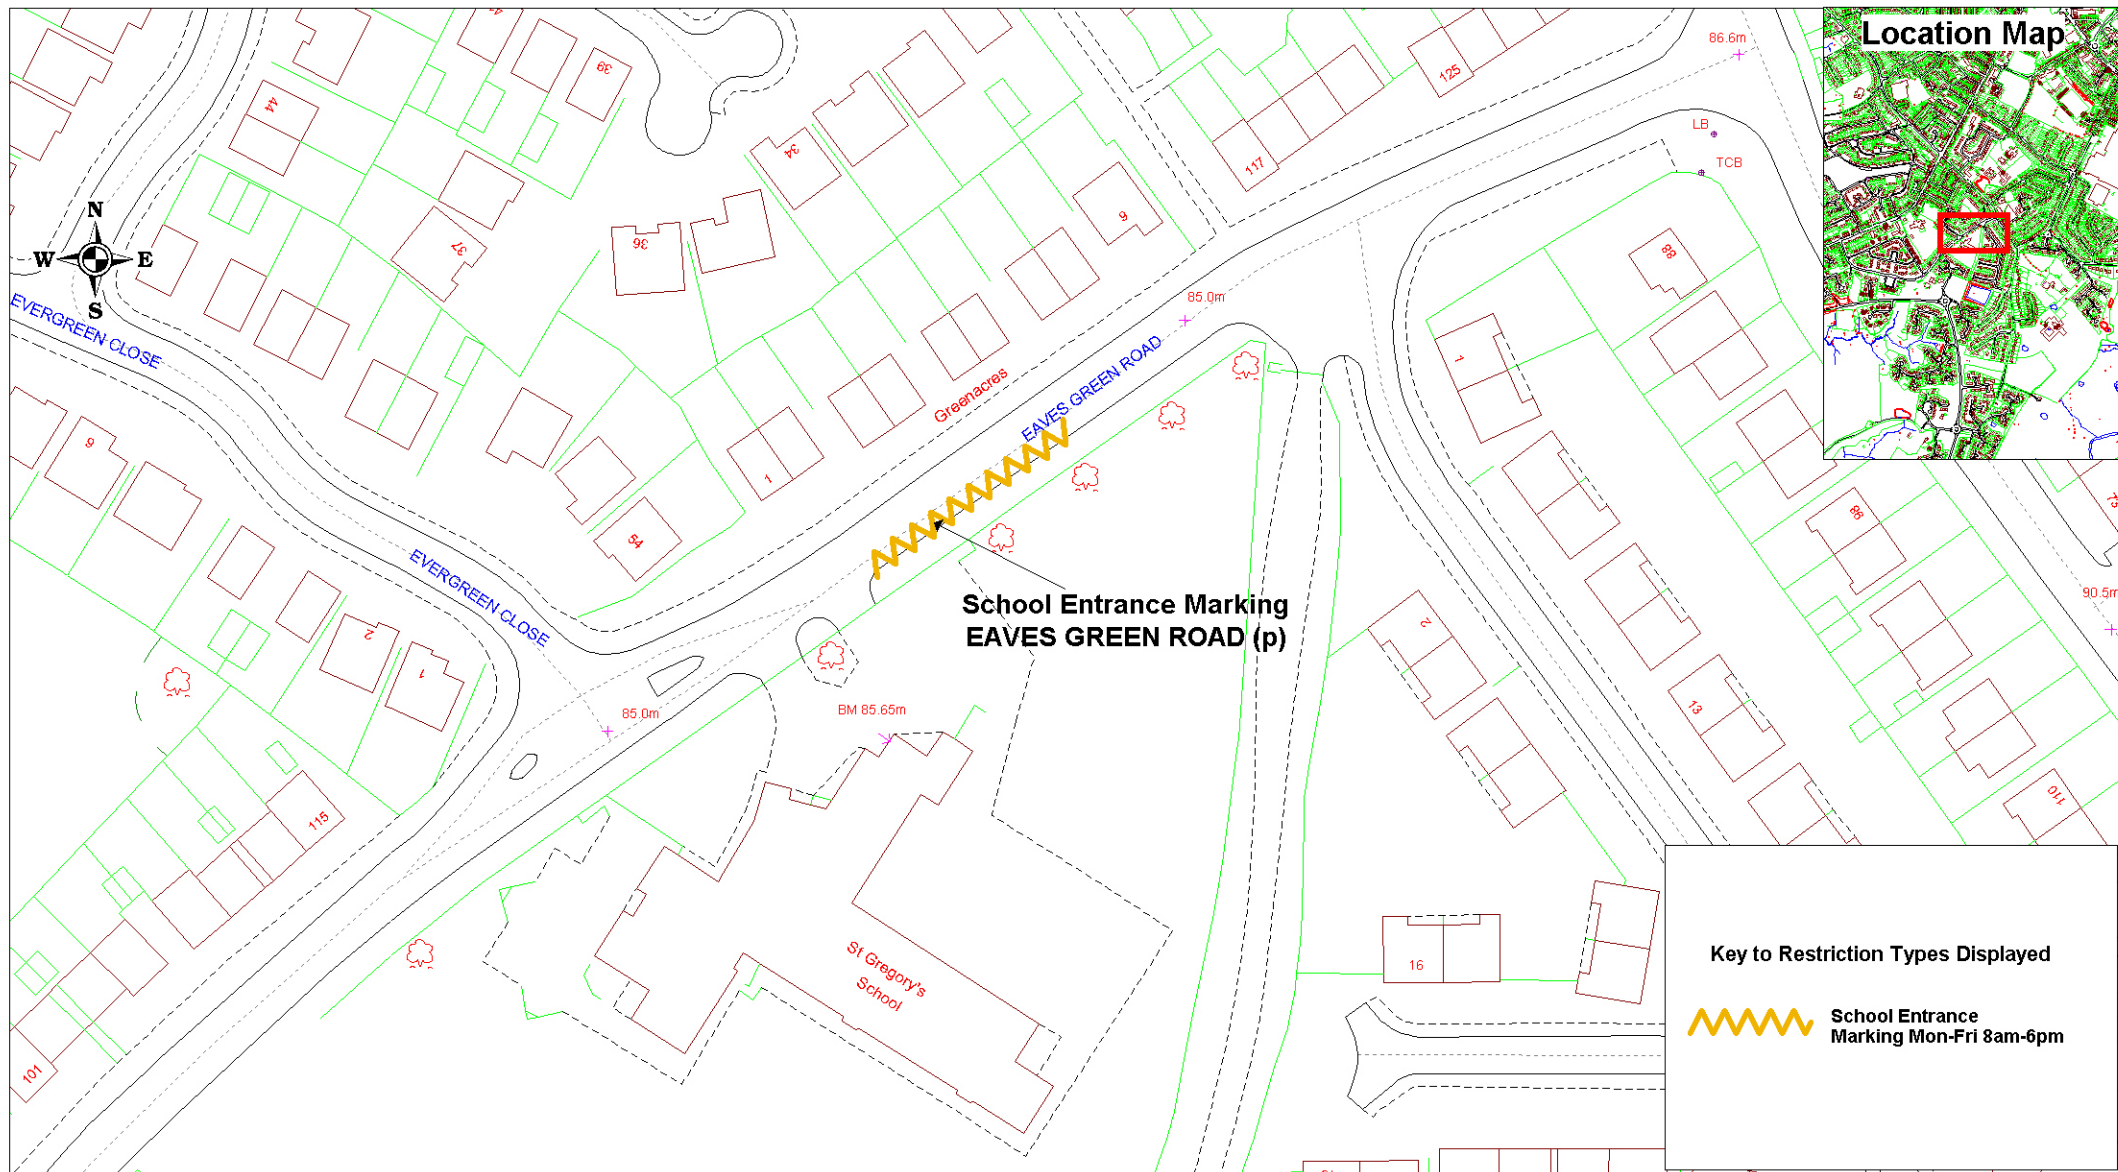 Location Map
86.6m
LB
TCB
39
44
34
125
117
9
37
36
88
N
W E
S
EVERGREEN CLOSE
85.0m
EAVES GREEN ROAD
Greenacres
1
1
9
54
86
EVERGREEN CLOSE
School Entrance Marking
EAVES GREEN ROAD (p)
90.5m
2
1
2
85.0m
BM 85.65m
13
115
110
St Gregory's
School
16
101
Key to Restriction Types Displayed
School Entrance
Marking Mon-Fri 8am-6pm